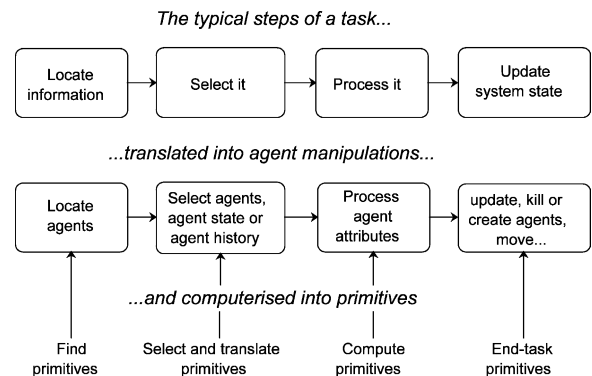 The typical steps of a task...
Locate
information
Select it
Process it
Update
system state
...translated into agent manipulations...
Locate
agents
Select agents,
agent state or
agent history
Process
agent
attributes
update, kill or
create agents,
move...
...and computerised into primitives
Find
primitives
Select and translate
primitives
Compute
primitives
End-task
primitives